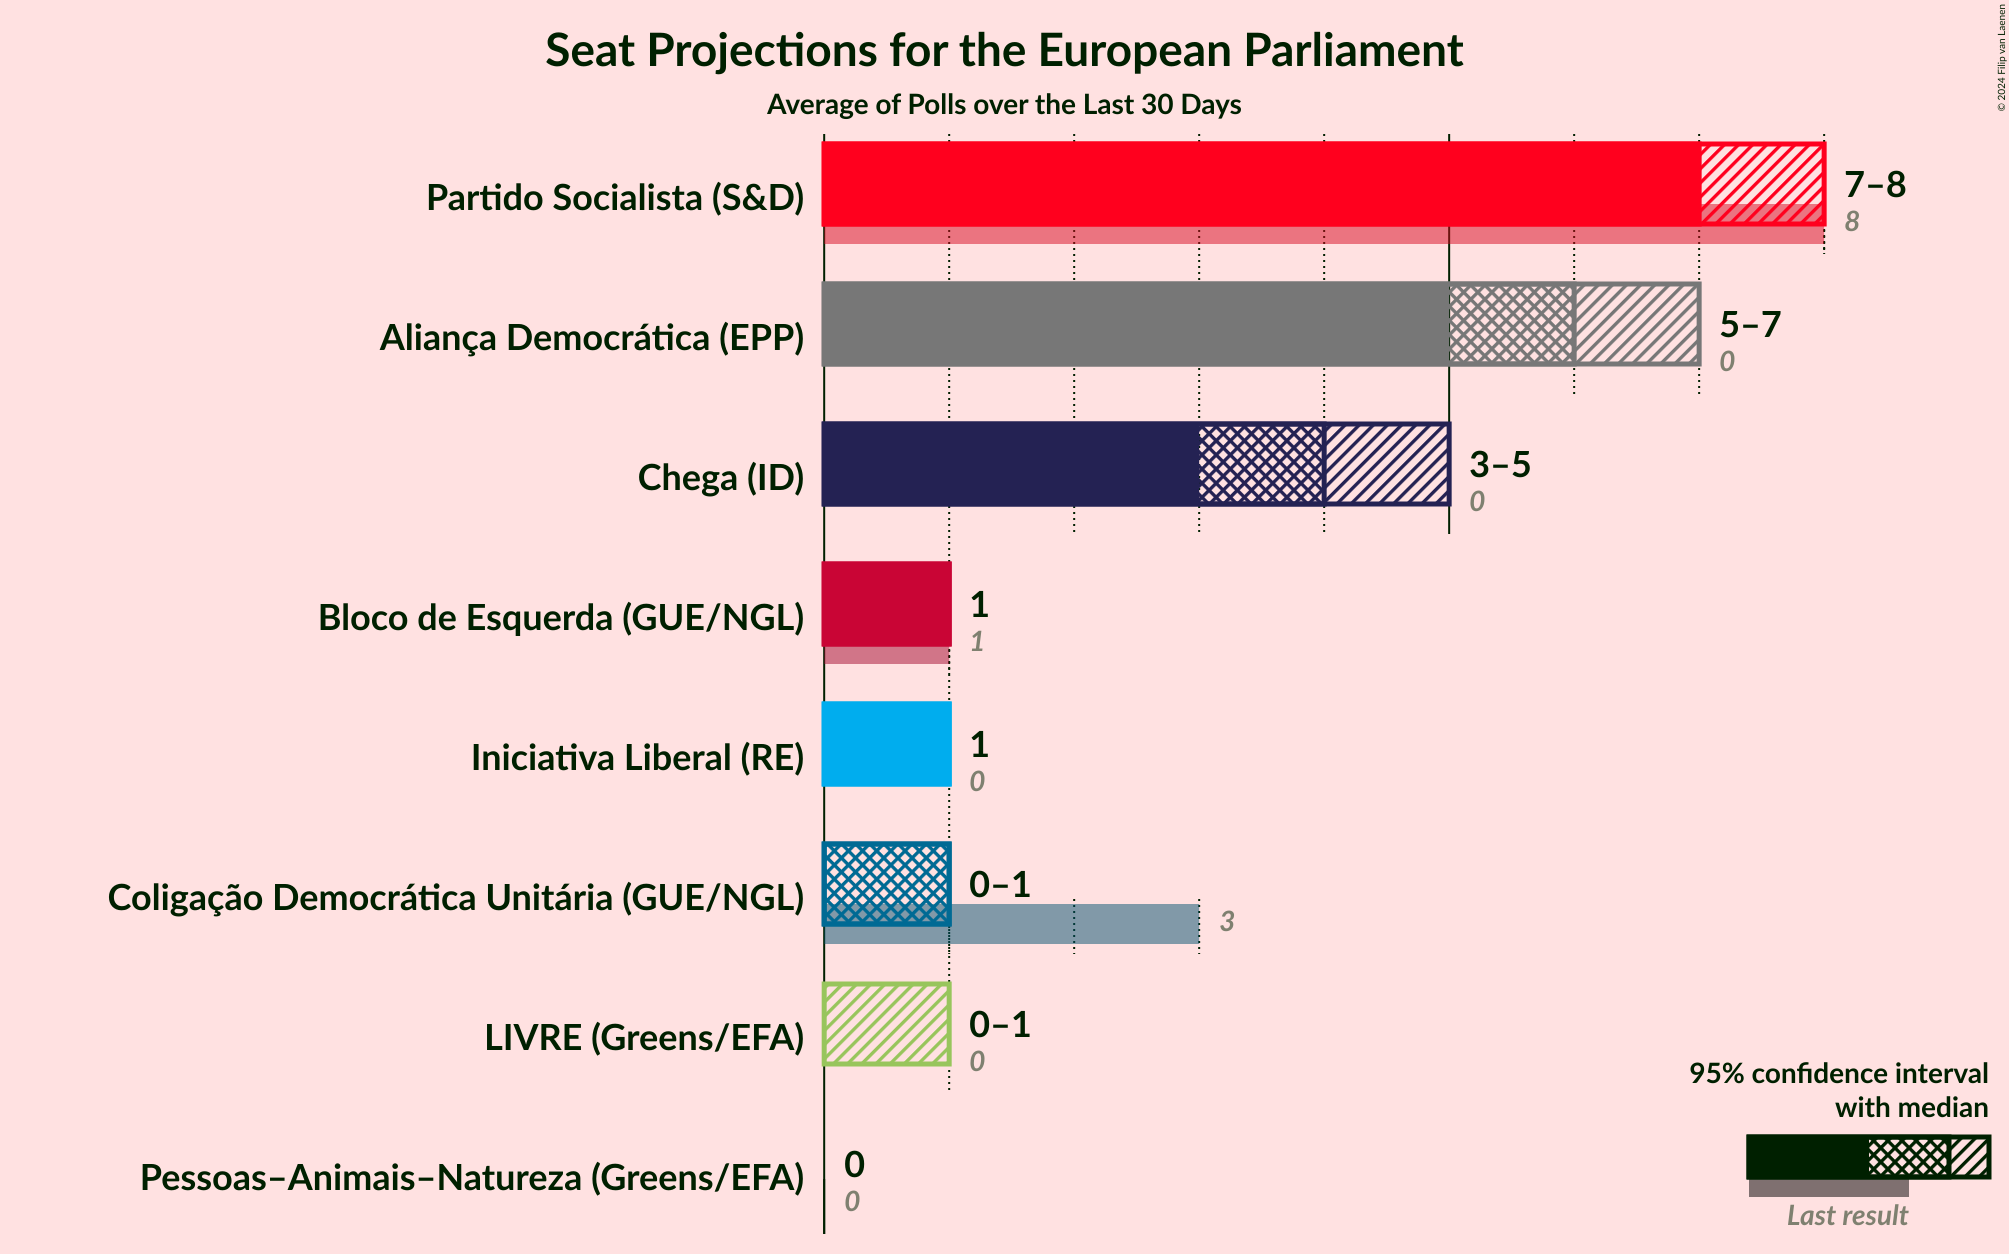 Seat Projections for the European Parliament
Average of Polls over the Last 30 Days
© 2024 Filip van Laenen
Partido Socialista (S&D)
7–8
8
Aliança Democrática (EPP)
5–7
0
Chega (ID)
3–5
0
Bloco de Esquerda (GUE/NGL)
1
1
Iniciativa Liberal (RE)
1
0
Coligação Democrática Unitária (GUE/NGL)
0–1
3
LIVRE (Greens/EFA)
0–1
0
Pessoas–Animais–Natureza (Greens/EFA)
0
0
95% confidence interval
with median
Last result